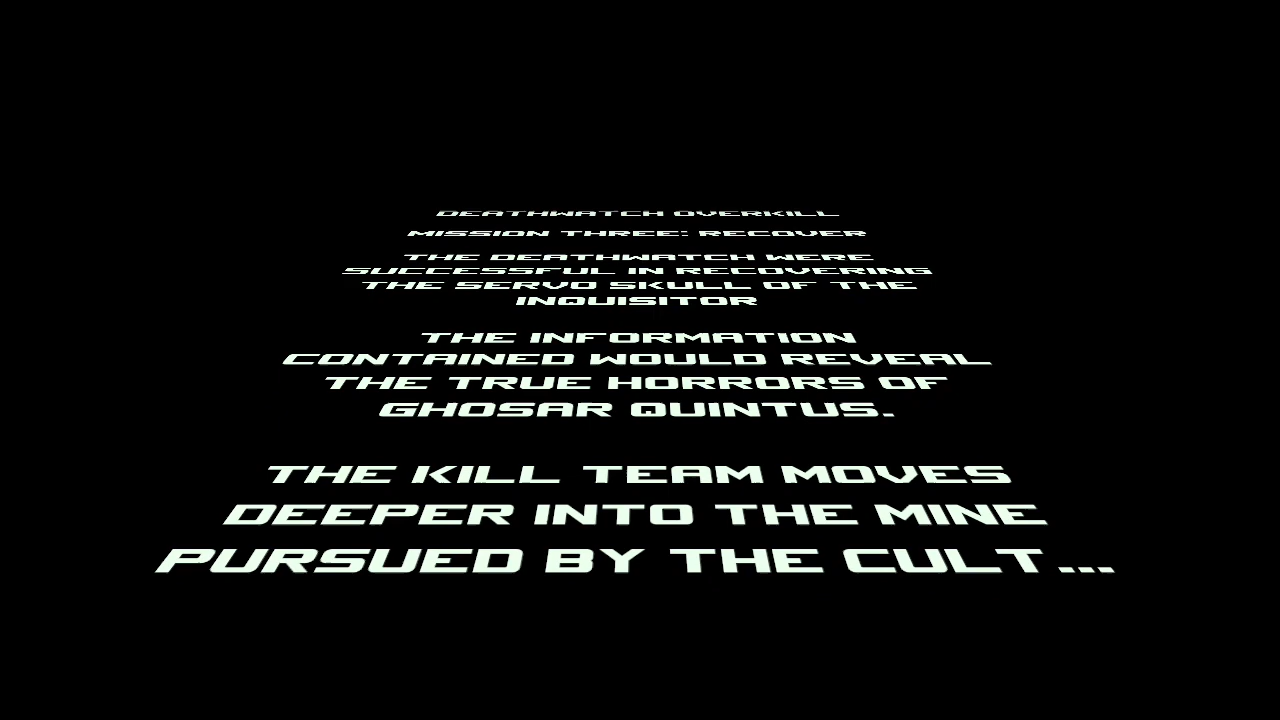 DEATHWATCH OVERKILL
MISSION THREE: RECOVER
THE DEATHWATCH WERE
SUCCESSFUL IN RECOVERING
THE SERVO SKULL OF THE
INQUISITOR
THE INFORMATION
CONTAINED WOULD REVEAL
THE TRUE HORRORS OF
GHOSAR QUINTUS.
THE KILL TEAM MOVES
DEEPER INTO THE MINE
PURSUED BY THE CULT...